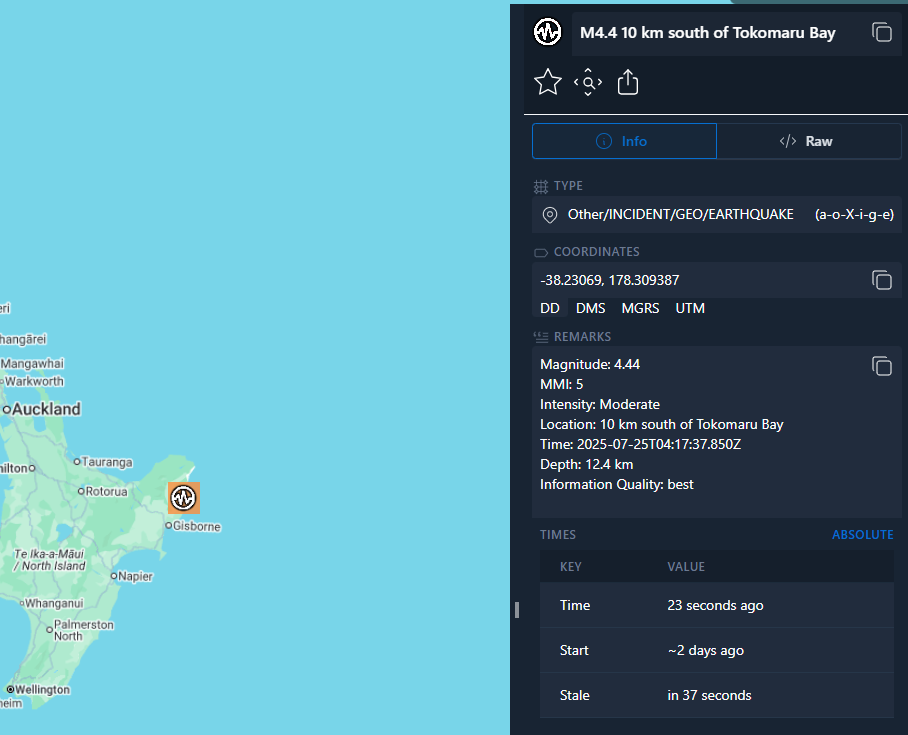 M4.4 10 km south of Tokomaru Bay
Info
</> Raw
TYPE
Other/INCIDENT/GEO/EARTHQUAKE (a-o-X-i-g-e)
COORDINATES
-38.23069, 178.309387
DD DMS MGRS UTM
REMARKS
Magnitude: 4.44
MMI: 5
Intensity: Moderate
Location: 10 km south of Tokomaru Bay
Time: 2025-07-25T04:17:37.850Z
Depth: 12.4 km
Information Quality: best
TIMES ABSOLUTE
KEY VALUE
Time 23 seconds ago
Start ~2 days ago
Stale in 37 seconds
eri
hangārei
Mangawhai
Warkworth
Auckland
Tauranga
milton
Rotorua
Gisborne
Te Ika-a-Māui
/ North Island
Napier
Whanganui
Palmerston
North
Wellington
heim